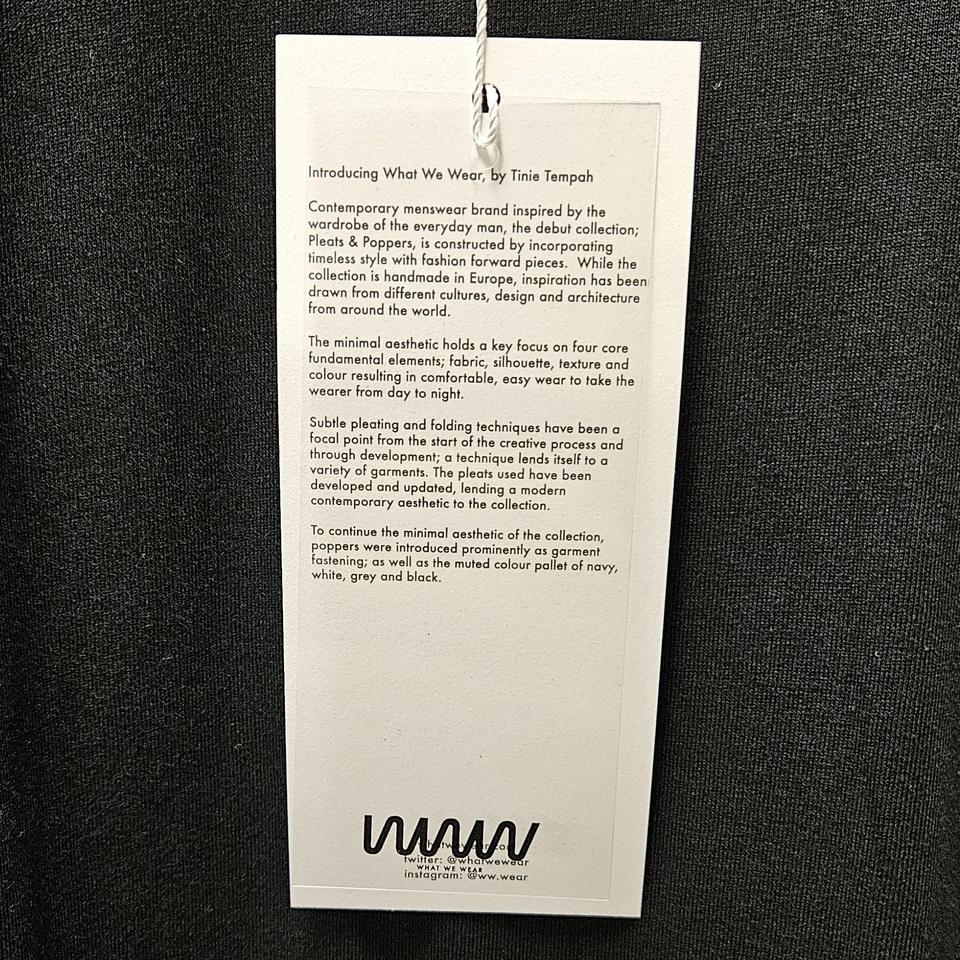 Introducing What We Wear, by Tinie Tempah
Contemporary menswear brand inspired by the
wardrobe of the everyday man, the debut collection;
Pleats & Poppers, is constructed by incorporating
timeless style with fashion forward pieces. While the
collection is handmade in Europe, inspiration has been
drawn from different cultures, design and architecture
from around the world.
The minimal aesthetic holds a key focus on four core
fundamental elements; fabric, silhouette, texture and
colour resulting in comfortable, easy wear to take the
wearer from day to night.
Subtle pleating and folding techniques have been a
focal point from the start of the creative process and
through development; a technique lends itself to a
variety of garments. The pleats used have been
developed and updated, lending a modern
contemporary aesthetic to the collection.
To continue the minimal aesthetic of the collection,
poppers were introduced prominently as garment
fastening; as well as the muted colour pallet of navy,
white, grey and black.
twitter: @whatwewear
WHAT WE WEAR
instagram: @ww.wear